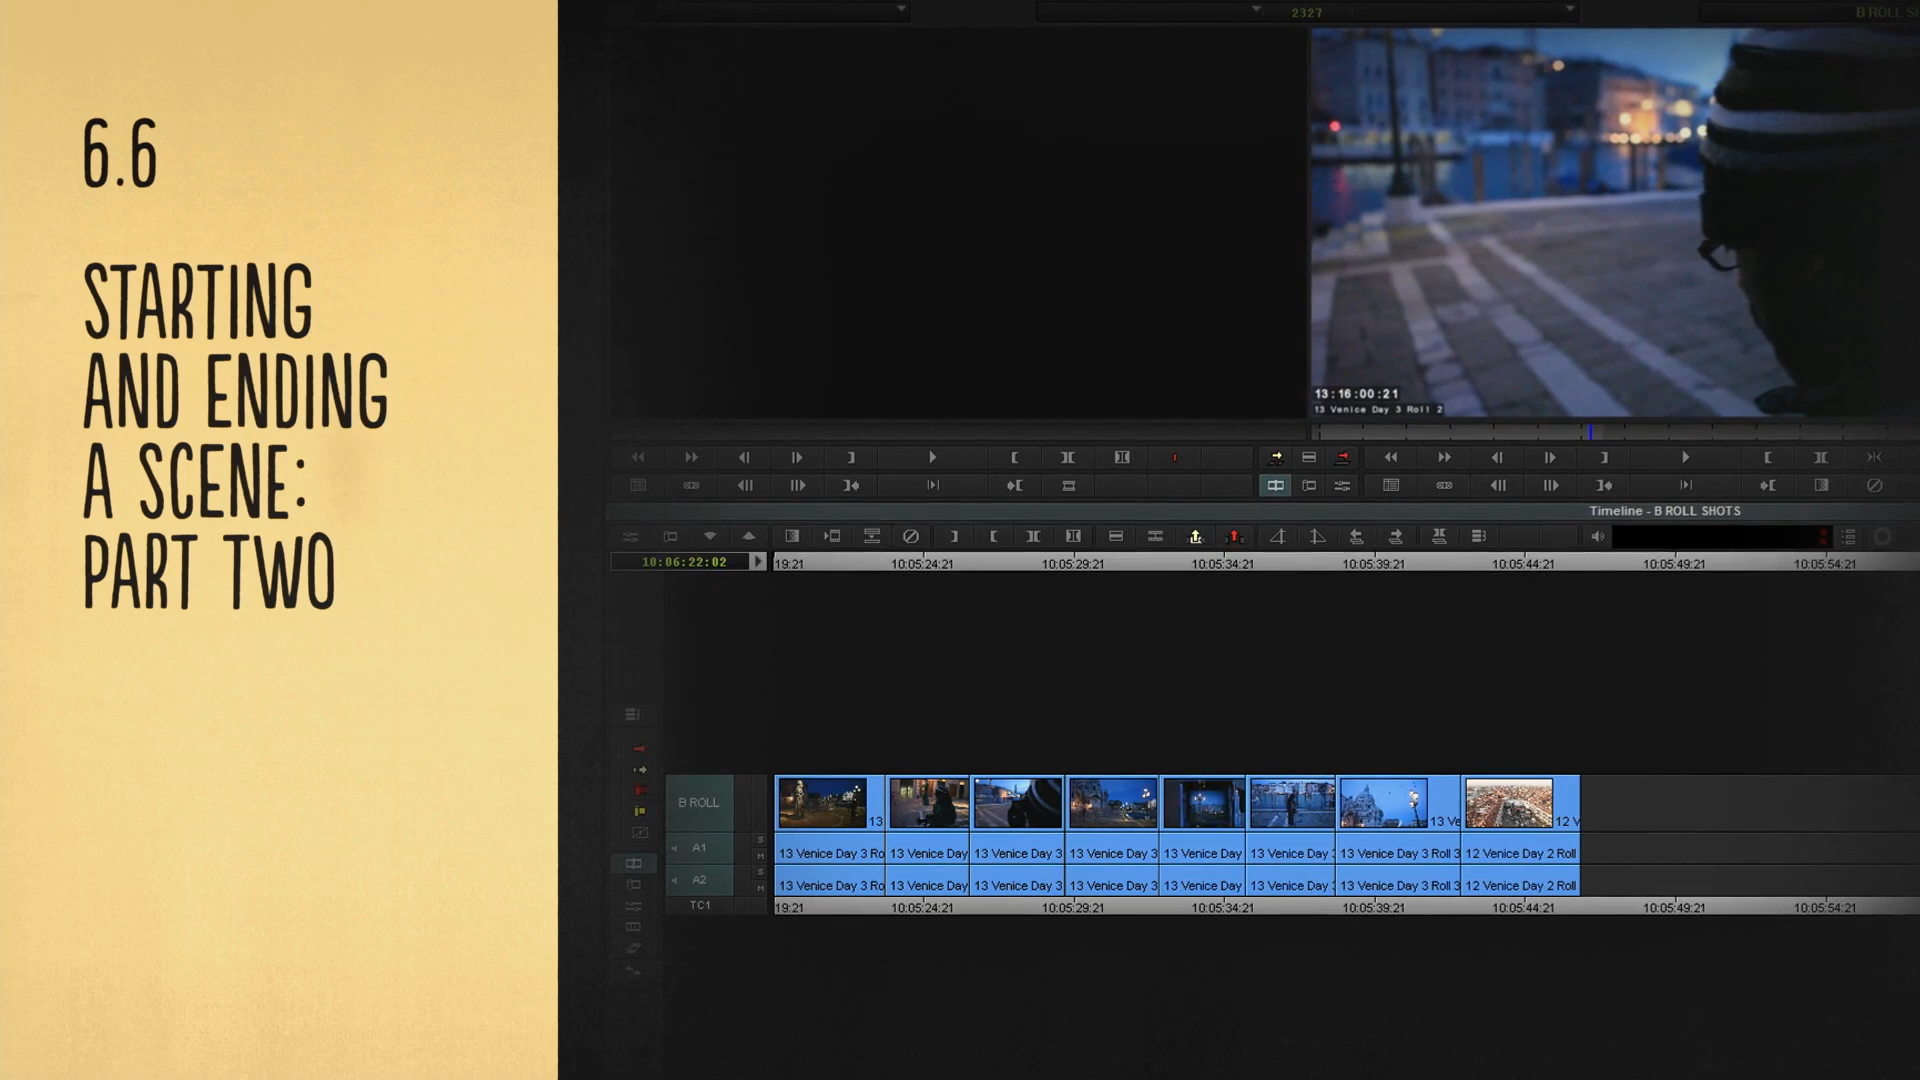 6.6
STARTING
AND ENDING
A SCENE:
PART TWO
2327
B ROLL
13:16:00:21
13 Venice Day 3 Roll 2
Timeline - B ROLL SHOTS
10:06:22:02
19:21 10:05:24:21 10:05:29:21 10:05:34:21 10:05:39:21 10:05:44:21 10:05:49:21 10:05:54:21
B ROLL 13 13 Ve 12 V
A1 S M 13 Venice Day 3 Ro 13 Venice Day 13 Venice Day 3 13 Venice Day 3 13 Venice Day 13 Venice Day 13 Venice Day 3 Roll 3 12 Venice Day 2 Roll
A2 S M 13 Venice Day 3 Ro 13 Venice Day 13 Venice Day 3 13 Venice Day 3 13 Venice Day 13 Venice Day 13 Venice Day 3 Roll 3 12 Venice Day 2 Roll
TC1 19:21 10:05:24:21 10:05:29:21 10:05:34:21 10:05:39:21 10:05:44:21 10:05:49:21 10:05:54:21